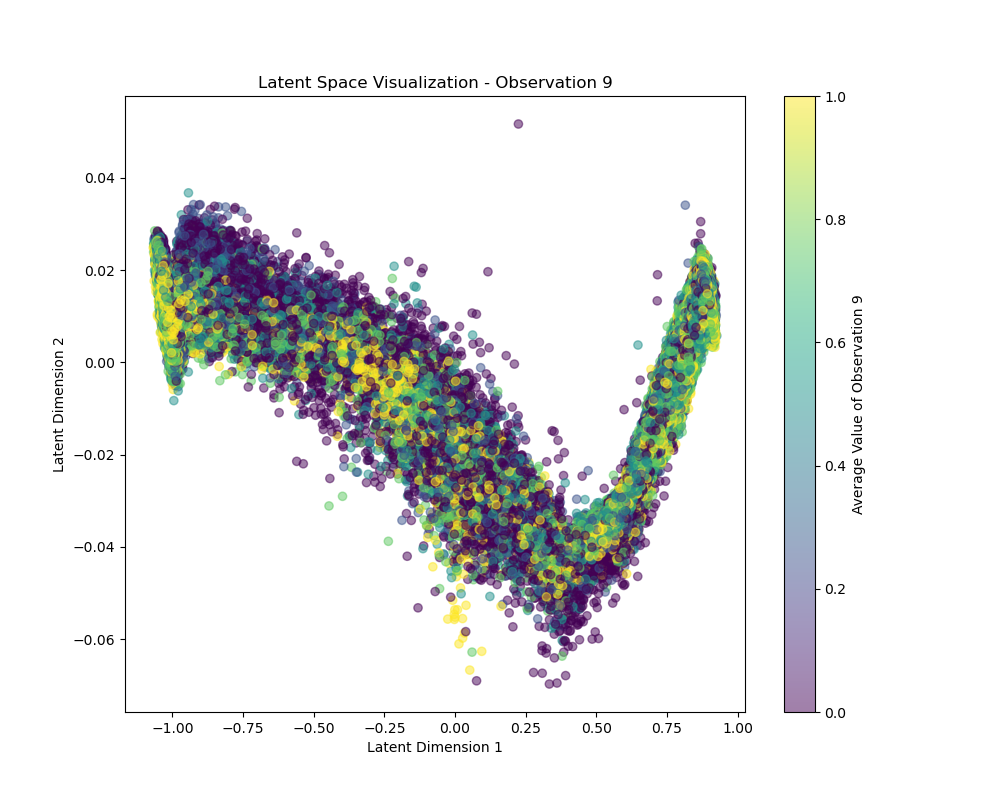 Latent Space Visualization - Observation 9
0.04
0.02
0.00
−0.02
−0.04
−0.06
Latent Dimension 2
−1.00 −0.75 −0.50 −0.25 0.00 0.25 0.50 0.75 1.00
Latent Dimension 1
1.0
0.8
0.6
0.4
0.2
0.0
Average Value of Observation 9